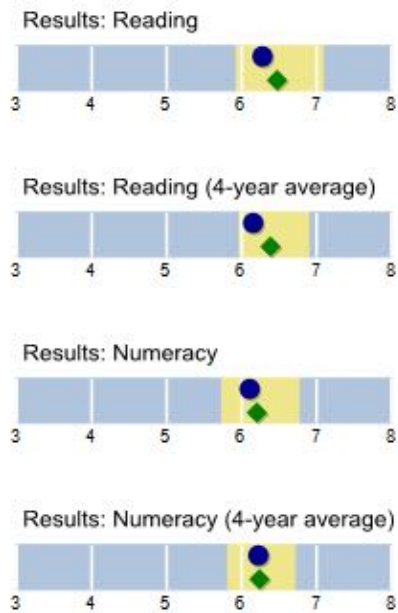 Results: Reading
3 4 5 6 7 8
Results: Reading (4-year average)
3 4 5 6 7 8
Results: Numeracy
3 4 5 6 7 8
Results: Numeracy (4-year average)
3 4 5 6 7 8